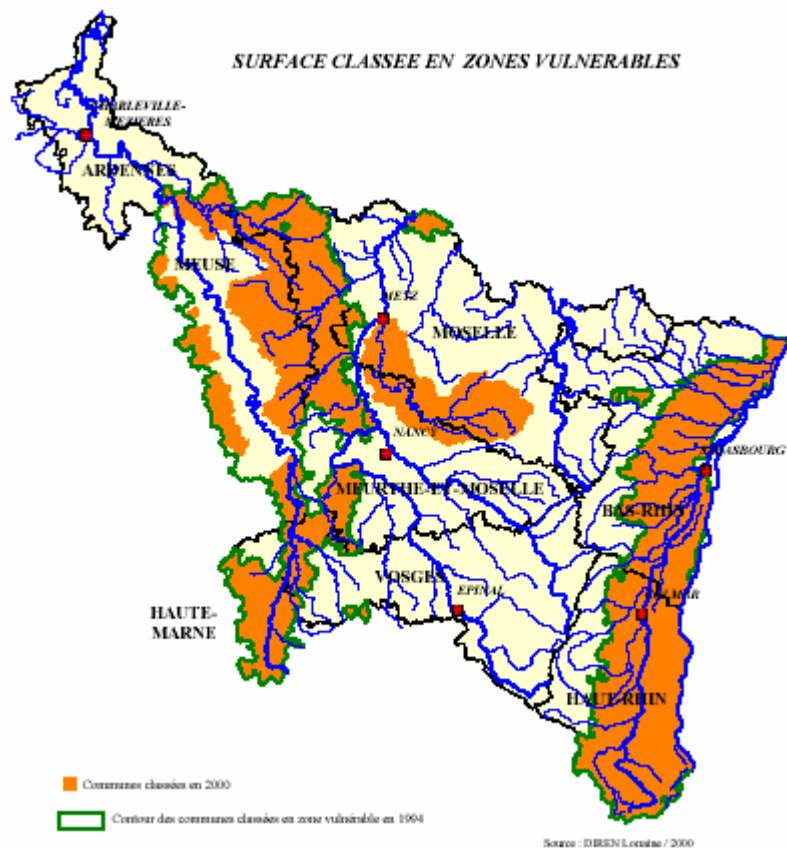 SURFACE CLASSEE EN ZONES VULNERABLES
CHARLEVILLE-
MEZIERES
ARDENNES
MEUSE
METZ
MOSELLE
NANCY
STRASBOURG
MEURTHE-ET-MOSELLE
BAS-RHIN
VOSGES
EPINAL
COLMAR
HAUTE-
MARNE
HAUT-RHIN
Communes classées en 2000
Contour des communes classées en zone vulnérable en 1994
Source : DIREN Lorraine / 2000